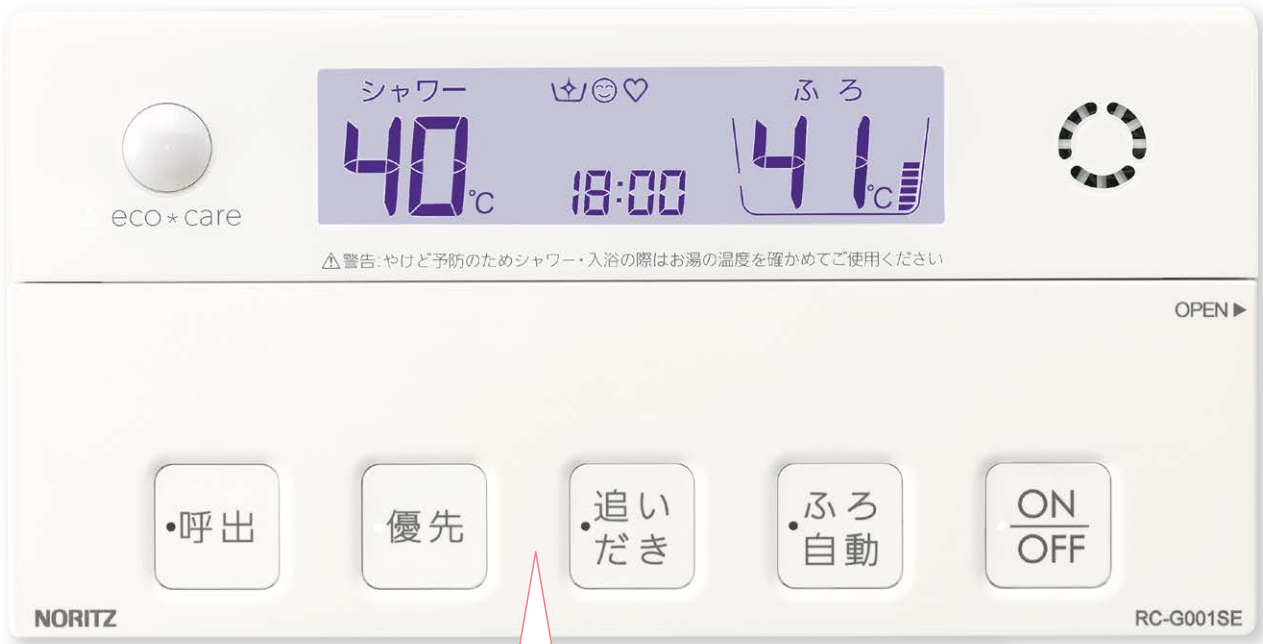 シャワー
ふろ
40℃
18:00
41℃
eco*care
⚠警告:やけど予防のためシャワー・入浴の際はお湯の温度を確かめてご使用ください
OPEN▶
呼出
優先
追い
だき
ふろ
自動
ON
OFF
NORITZ
RC-G001SE